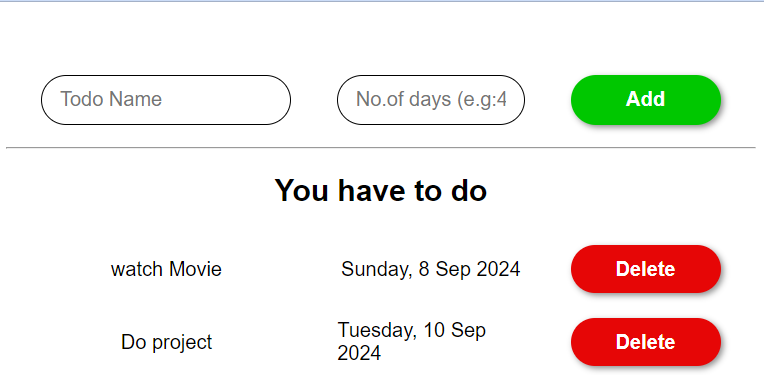 Todo Name No.of days (e.g:4 Add
You have to do
watch Movie Sunday, 8 Sep 2024 Delete
Do project Tuesday, 10 Sep
2024 Delete